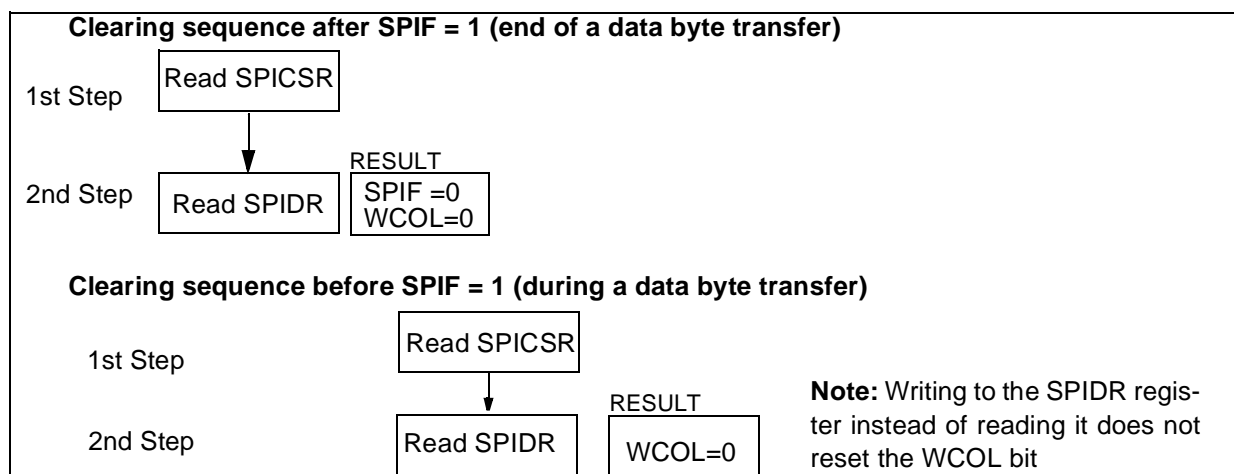 Clearing sequence after SPIF = 1 (end of a data byte transfer)
1st Step
Read SPICSR
RESULT
2nd Step
Read SPIDR
SPIF =0
WCOL=0
Clearing sequence before SPIF = 1 (during a data byte transfer)
1st Step
Read SPICSR
2nd Step
Read SPIDR
RESULT
WCOL=0
Note: Writing to the SPIDR regis-
ter instead of reading it does not
reset the WCOL bit